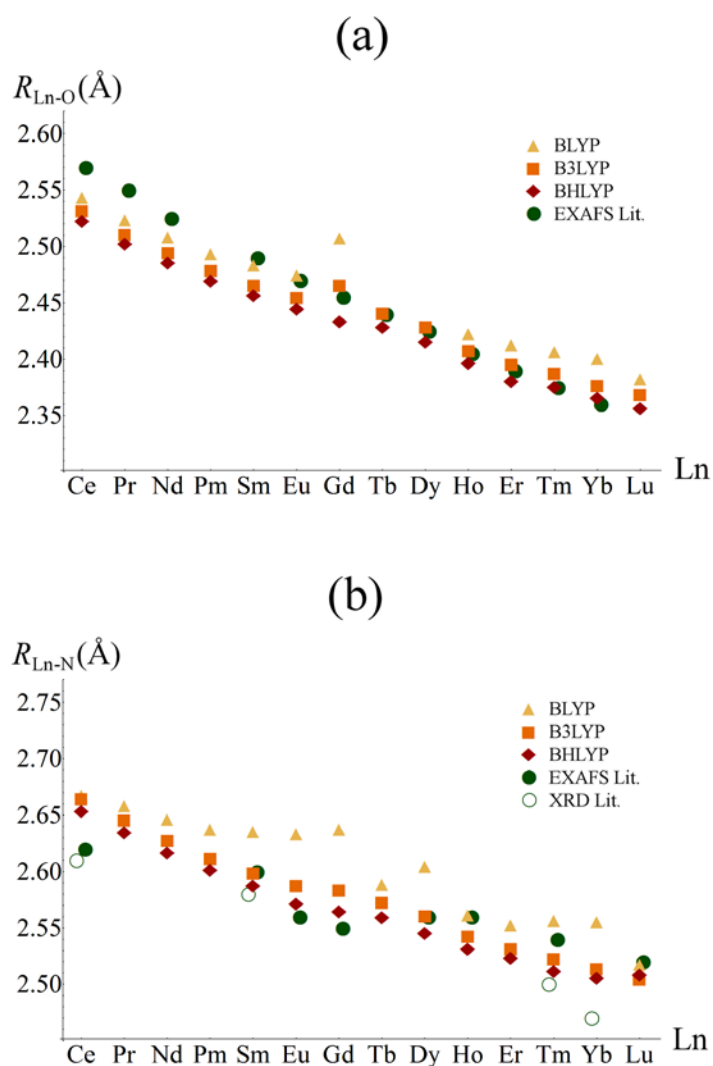 (a)
R Ln-O (Å)
2.60
2.55
2.50
2.45
2.40
2.35
BLYP
B3LYP
BHLYP
EXAFS Lit.
Ce Pr Nd Pm Sm Eu Gd Tb Dy Ho Er Tm Yb Lu Ln
(b)
R Ln-N (Å)
2.75
2.70
2.65
2.60
2.55
2.50
BLYP
B3LYP
BHLYP
EXAFS Lit.
XRD Lit.
Ce Pr Nd Pm Sm Eu Gd Tb Dy Ho Er Tm Yb Lu Ln